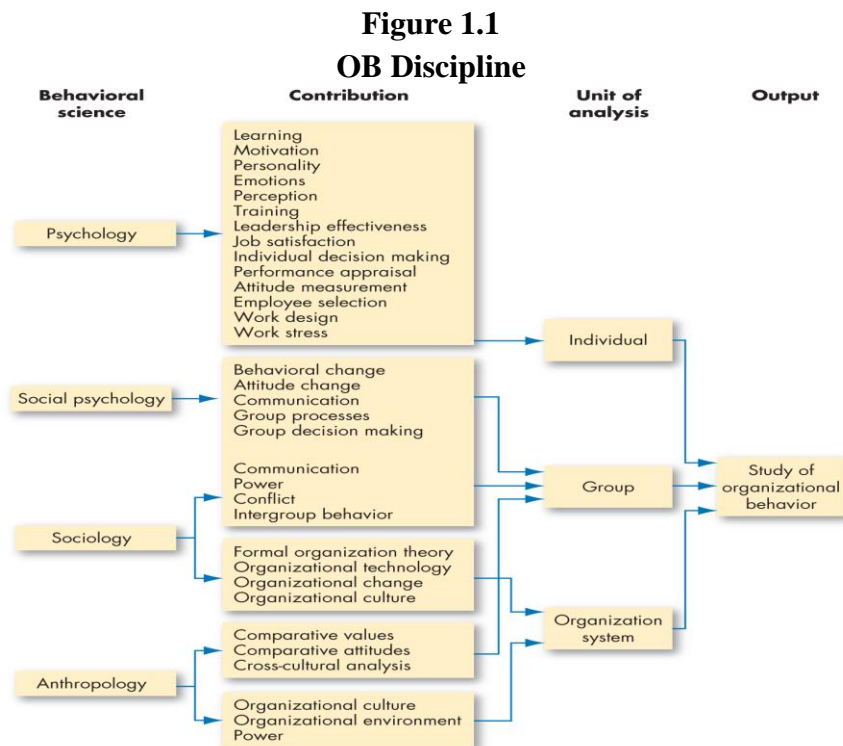 Figure 1.1
OB Discipline
Behavioral
science
Contribution
Unit of
analysis
Output
Psychology
Learning
Motivation
Personality
Emotions
Perception
Training
Leadership effectiveness
Job satisfaction
Individual decision making
Performance appraisal
Attitude measurement
Employee selection
Work design
Work stress
Individual
Social psychology
Behavioral change
Attitude change
Communication
Group processes
Group decision making
Communication
Power
Conflict
Intergroup behavior
Group
Study of
organizational
behavior
Sociology
Formal organization theory
Organizational technology
Organizational change
Organizational culture
Organization
system
Anthropology
Comparative values
Comparative attitudes
Cross-cultural analysis
Organizational culture
Organizational environment
Power